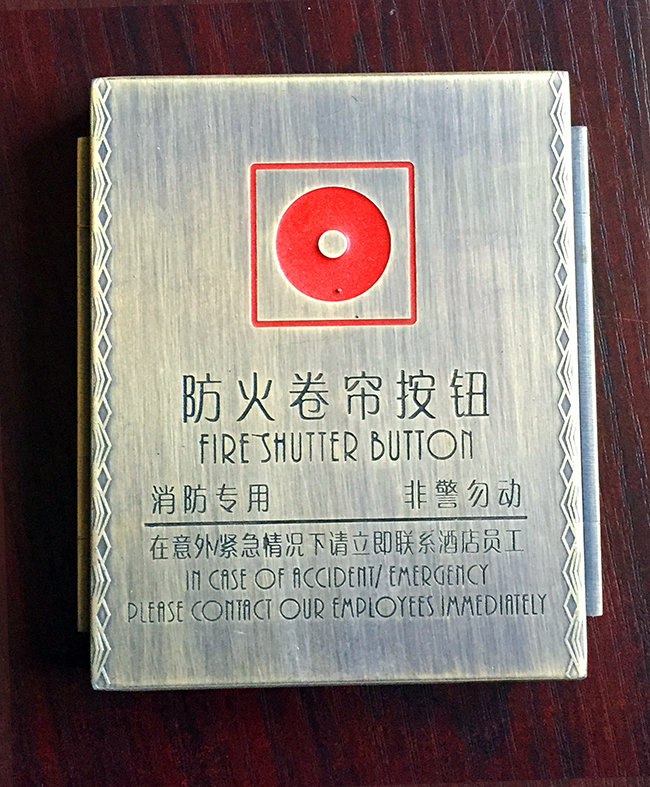 防火卷帘按钮
FIRE SHUTTER BUTTON
消防专用 非警勿动
在意外/紧急情况下请立即联系酒店员工
IN CASE OF ACCIDENT/ EMERGENCY
PLEASE CONTACT OUR EMPLOYEES IMMEDIATELY